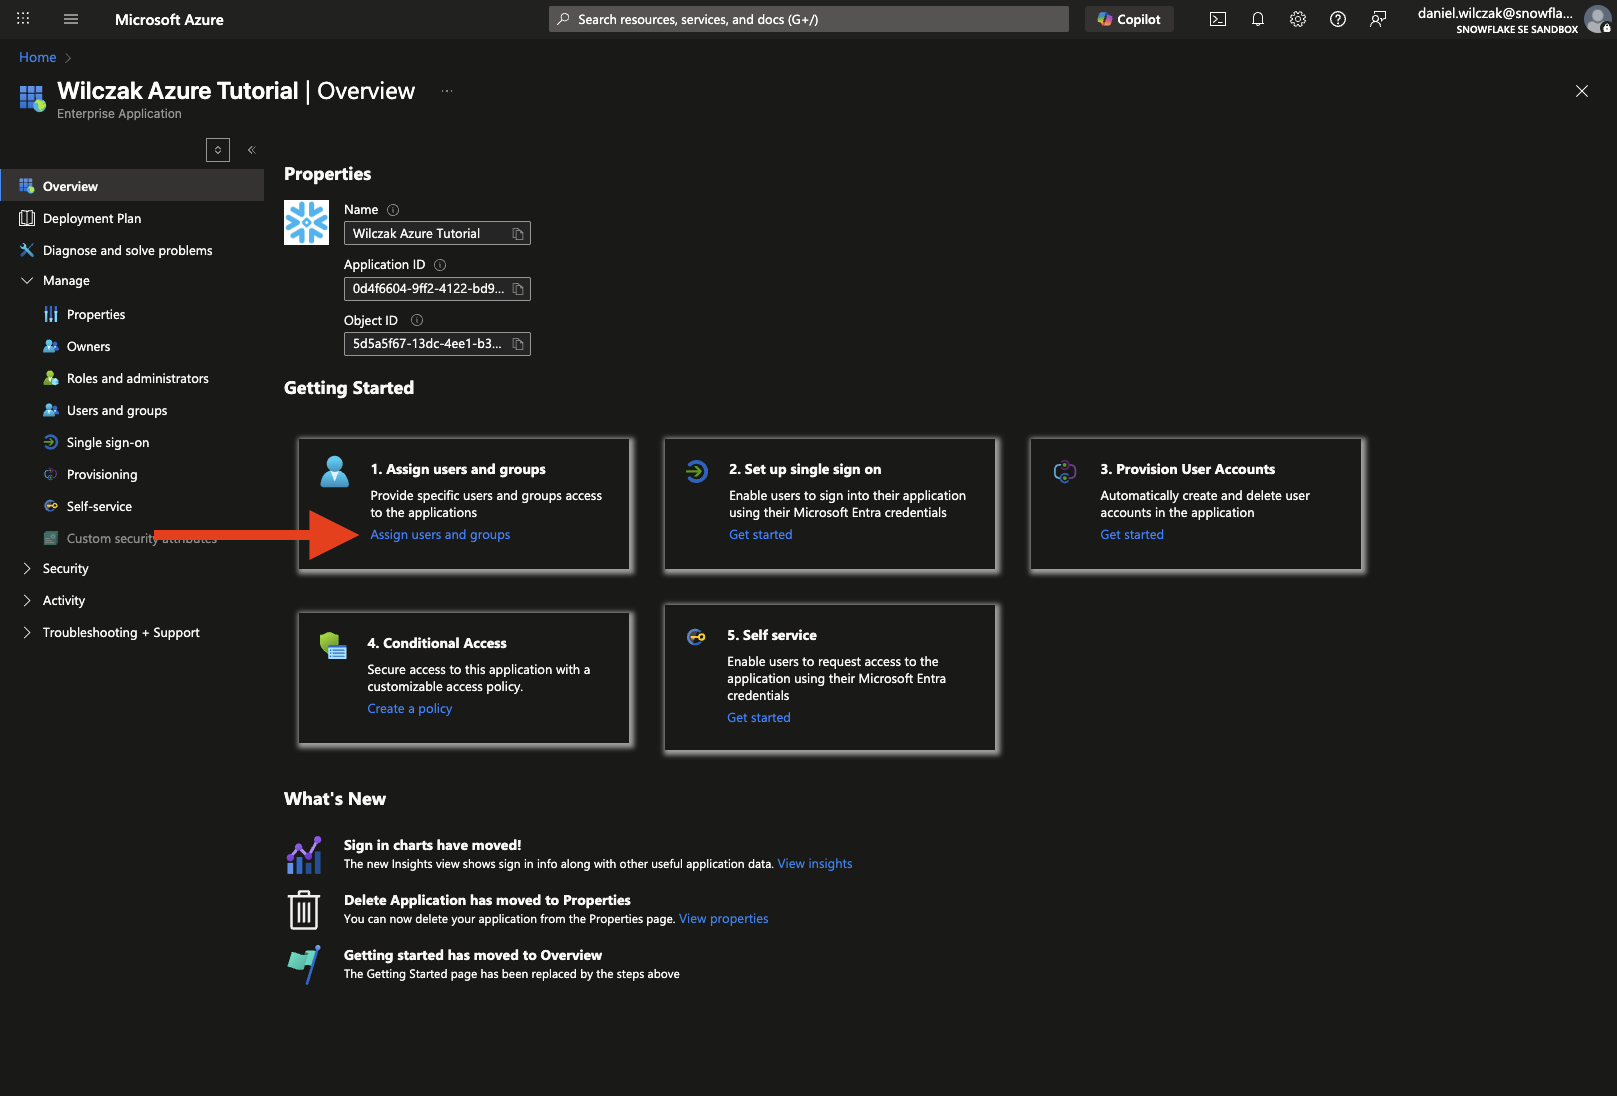 Microsoft Azure
Search resources, services, and docs (G+/)
Copilot
daniel.wilczak@snowfla...
SNOWFLAKE SE SANDBOX
Home
Wilczak Azure Tutorial | Overview
Enterprise Application
Overview
Deployment Plan
Diagnose and solve problems
Manage
Properties
Owners
Roles and administrators
Users and groups
Single sign-on
Provisioning
Self-service
Custom security attributes
Security
Activity
Troubleshooting + Support
Properties
Name
Wilczak Azure Tutorial
Application ID
0d4f6604-9ff2-4122-bd9...
Object ID
5d5a5f67-13dc-4ee1-b3...
Getting Started
1. Assign users and groups
Provide specific users and groups access
to the applications
Assign users and groups
2. Set up single sign on
Enable users to sign into their application
using their Microsoft Entra credentials
Get started
3. Provision User Accounts
Automatically create and delete user
accounts in the application
Get started
4. Conditional Access
Secure access to this application with a
customizable access policy.
Create a policy
5. Self service
Enable users to request access to the
application using their Microsoft Entra
credentials
Get started
What's New
Sign in charts have moved!
The new Insights view shows sign in info along with other useful application data. View insights
Delete Application has moved to Properties
You can now delete your application from the Properties page. View properties
Getting started has moved to Overview
The Getting Started page has been replaced by the steps above